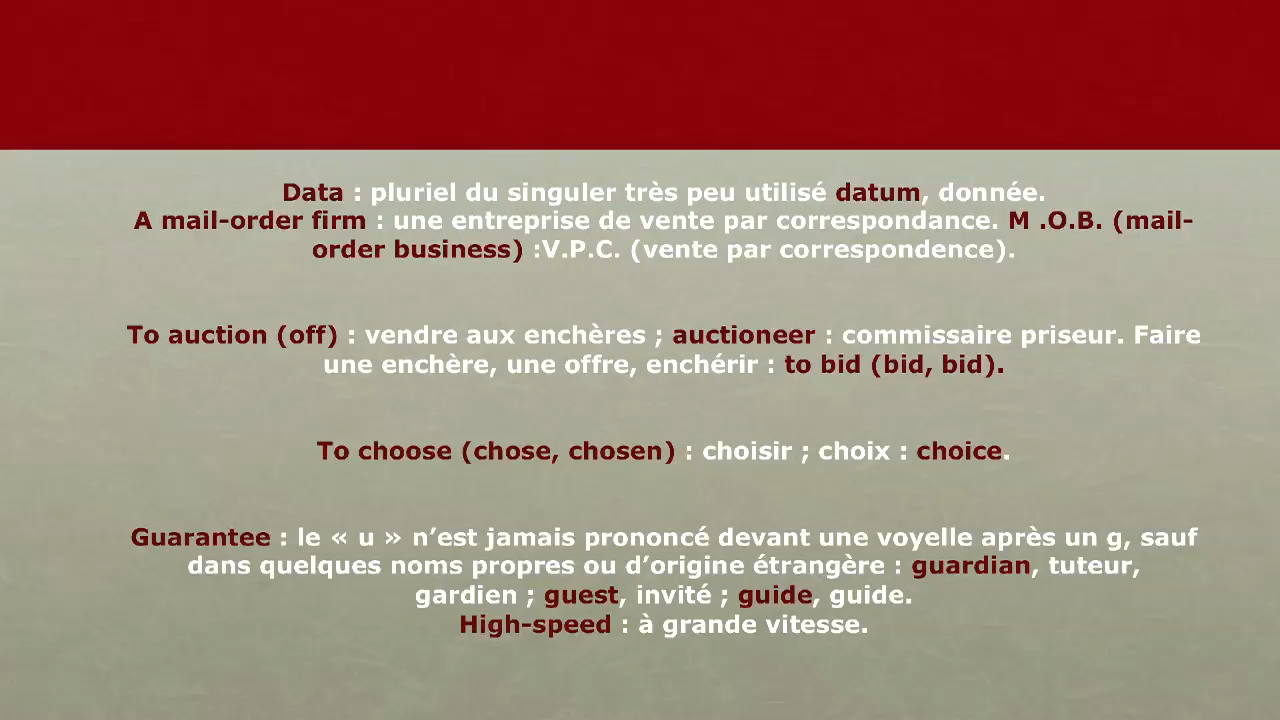 Data : pluriel du singuler très peu utilisé datum, donnée.
A mail-order firm : une entreprise de vente par correspondance. M .O.B. (mail-
order business) :V.P.C. (vente par correspondence).
To auction (off) : vendre aux enchères ; auctioneer : commissaire priseur. Faire
une enchère, une offre, enchérir : to bid (bid, bid).
To choose (chose, chosen) : choisir ; choix : choice.
Guarantee : le « u » n’est jamais prononcé devant une voyelle après un g, sauf
dans quelques noms propres ou d’origine étrangère : guardian, tuteur,
gardien ; guest, invité ; guide, guide.
High-speed : à grande vitesse.